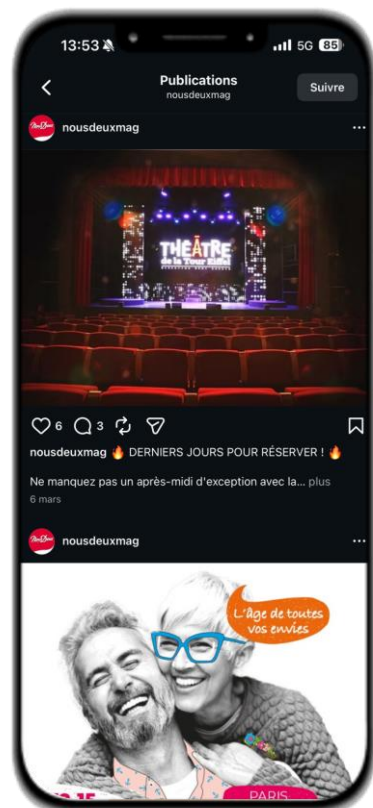 13:53
5G 85
Publications
nousdeuxmag
Suivre
nousdeuxmag
THÉATRE
de la Tour Eiffel
6 3
nousdeuxmag 🔥 DERNIERS JOURS POUR RÉSERVER ! 🔥
Ne manquez pas un après-midi d'exception avec la... plus
6 mars
nousdeuxmag
L'âge de toutes
vos envies
PARIS